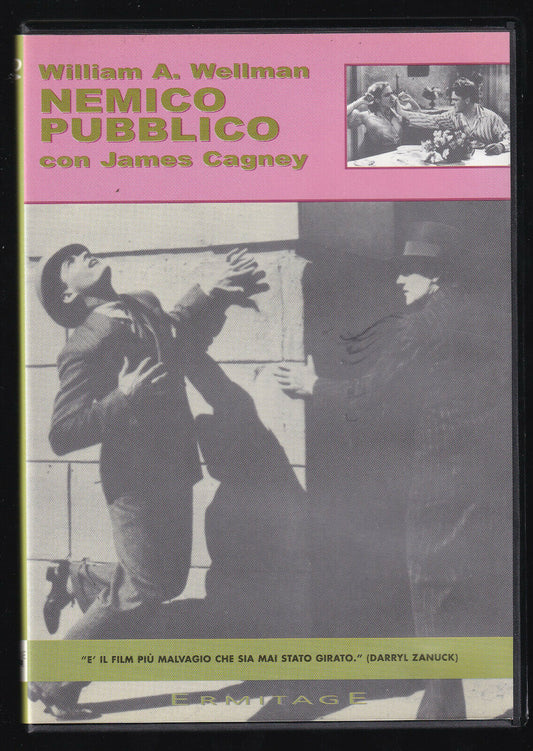 William A. Wellman
NEMICO
PUBBLICO
con James Cagney
"E' IL FILM PIÙ MALVAGIO CHE SIA MAI STATO GIRATO." (DARRYL ZANUCK)
ERMITAGE